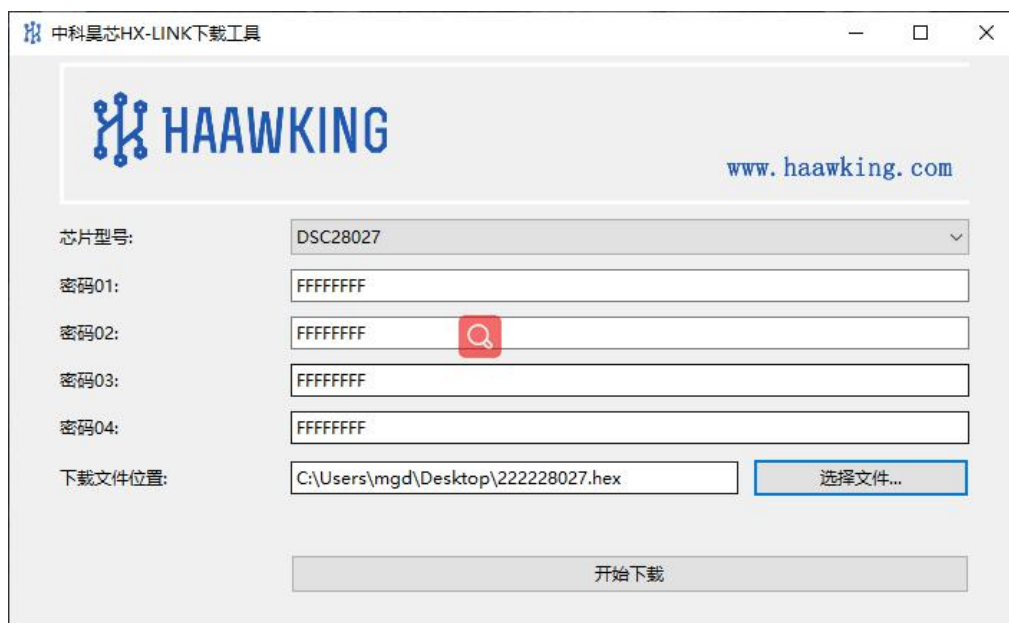 中科昊芯HX-LINK下载工具
HAAWKING
www.haawking.com
芯片型号: DSC28027
密码01: FFFFFFFF
密码02: FFFFFFFF
密码03: FFFFFFFF
密码04: FFFFFFFF
下载文件位置: C:\Users\mgd\Desktop\222228027.hex 选择文件...
开始下载